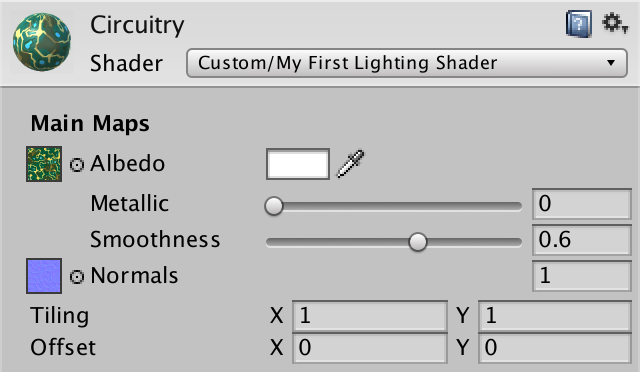 Circuitry
Shader Custom/My First Lighting Shader
Main Maps
Albedo
Metallic 0
Smoothness 0.6
Normals 1
Tiling X 1 Y 1
Offset X 0 Y 0